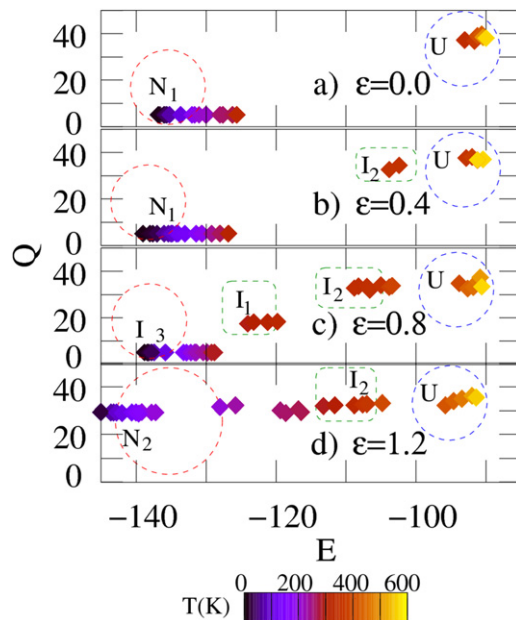 40
20
0
N1
U
a) ε=0.0
40
20
0
N1
I2
U
b) ε=0.4
40
20
0
I3
I1
I2
U
c) ε=0.8
40
20
0
N2
I2
U
d) ε=1.2
Q
−140 −120 −100
E
0 200 400 600
T(K)